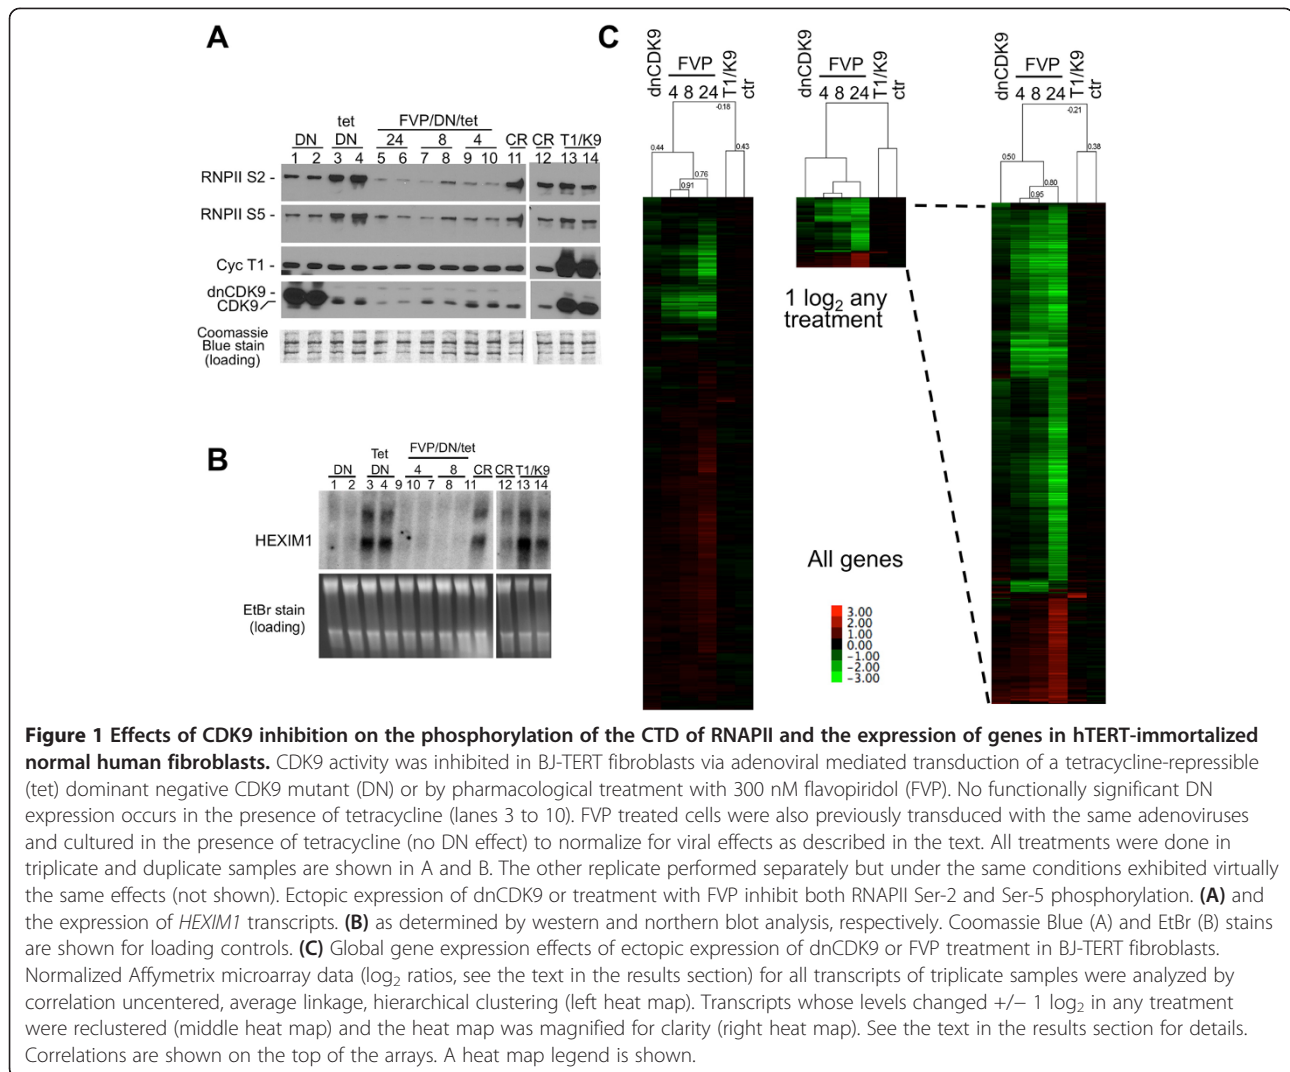 A
tet
FVP/DN/tet
DN DN 24 8 4 CR CR T1/K9
1 2 3 4 5 6 7 8 9 10 11 12 13 14
RNPII S2 -
RNPII S5 -
Cyc T1 -
dnCDK9 -
CDK9
Coomassie
Blue stain
(loading)
B
Tet
FVP/DN/tet
DN DN 4 8 CR CR T1/K9
1 2 3 4 9 10 7 8 11 12 13 14
HEXIM1
EtBr stain
(loading)
C
dnCDK9 FVP T1/K9 ctr
4 8 24
-0.18
0.44 0.43
0.76
0.91
dnCDK9 FVP T1/K9 ctr
4 8 24
1 log2 any
treatment
dnCDK9 FVP T1/K9 ctr
4 8 24
-0.21
0.50 0.38
0.80
0.95
All genes
3.00
2.00
1.00
0.00
-1.00
-2.00
-3.00
Figure 1 Effects of CDK9 inhibition on the phosphorylation of the CTD of RNAPII and the expression of genes in hTERT-immortalized
normal human fibroblasts. CDK9 activity was inhibited in BJ-TERT fibroblasts via adenoviral mediated transduction of a tetracycline-repressible
(tet) dominant negative CDK9 mutant (DN) or by pharmacological treatment with 300 nM flavopiridol (FVP). No functionally significant DN
expression occurs in the presence of tetracycline (lanes 3 to 10). FVP treated cells were also previously transduced with the same adenoviruses
and cultured in the presence of tetracycline (no DN effect) to normalize for viral effects as described in the text. All treatments were done in
triplicate and duplicate samples are shown in A and B. The other replicate performed separately but under the same conditions exhibited virtually
the same effects (not shown). Ectopic expression of dnCDK9 or treatment with FVP inhibit both RNAPII Ser-2 and Ser-5 phosphorylation. (A) and
the expression of HEXIM1 transcripts. (B) as determined by western and northern blot analysis, respectively. Coomassie Blue (A) and EtBr (B) stains
are shown for loading controls. (C) Global gene expression effects of ectopic expression of dnCDK9 or FVP treatment in BJ-TERT fibroblasts.
Normalized Affymetrix microarray data (log2 ratios, see the text in the results section) for all transcripts of triplicate samples were analyzed by
correlation uncentered, average linkage, hierarchical clustering (left heat map). Transcripts whose levels changed +/− 1 log2 in any treatment
were reclustered (middle heat map) and the heat map was magnified for clarity (right heat map). See the text in the results section for details.
Correlations are shown on the top of the arrays. A heat map legend is shown.